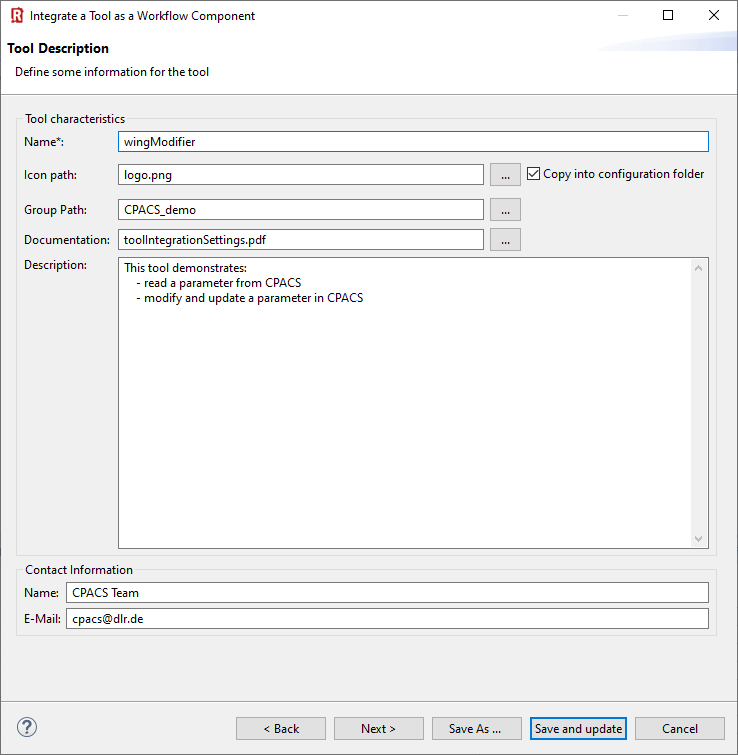 Integrate a Tool as a Workflow Component
Tool Description
Define some information for the tool
Tool characteristics
Name*: wingModifier
Icon path: logo.png ... Copy into configuration folder
Group Path: CPACS_demo ...
Documentation: toolIntegrationSettings.pdf ...
Description: This tool demonstrates:
- read a parameter from CPACS
- modify and update a parameter in CPACS
Contact Information
Name: CPACS Team
E-Mail: cpacs@dlr.de
? < Back Next > Save As ... Save and update Cancel